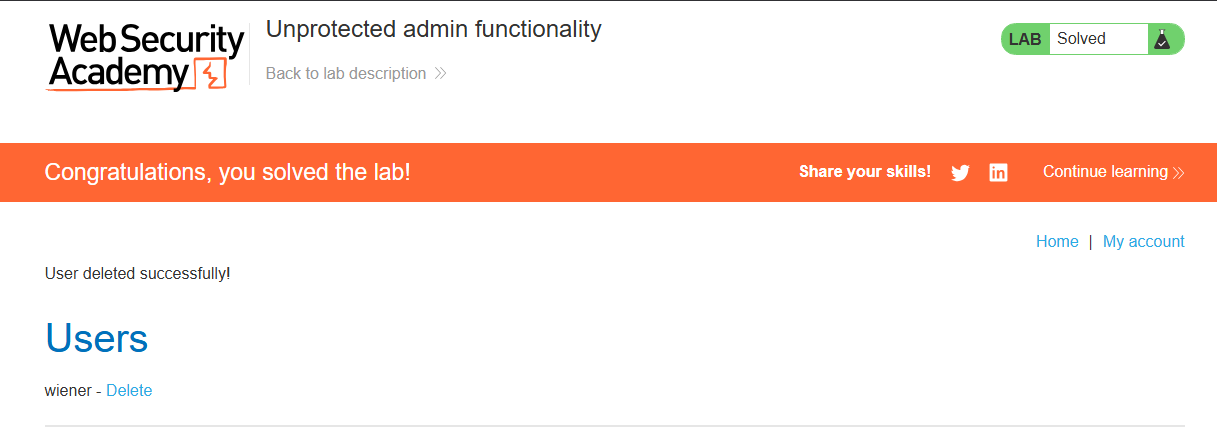 Web Security
Academy
Unprotected admin functionality
Back to lab description
LAB Solved
Congratulations, you solved the lab!
Share your skills!
Continue learning
Home | My account
User deleted successfully!
Users
wiener - Delete